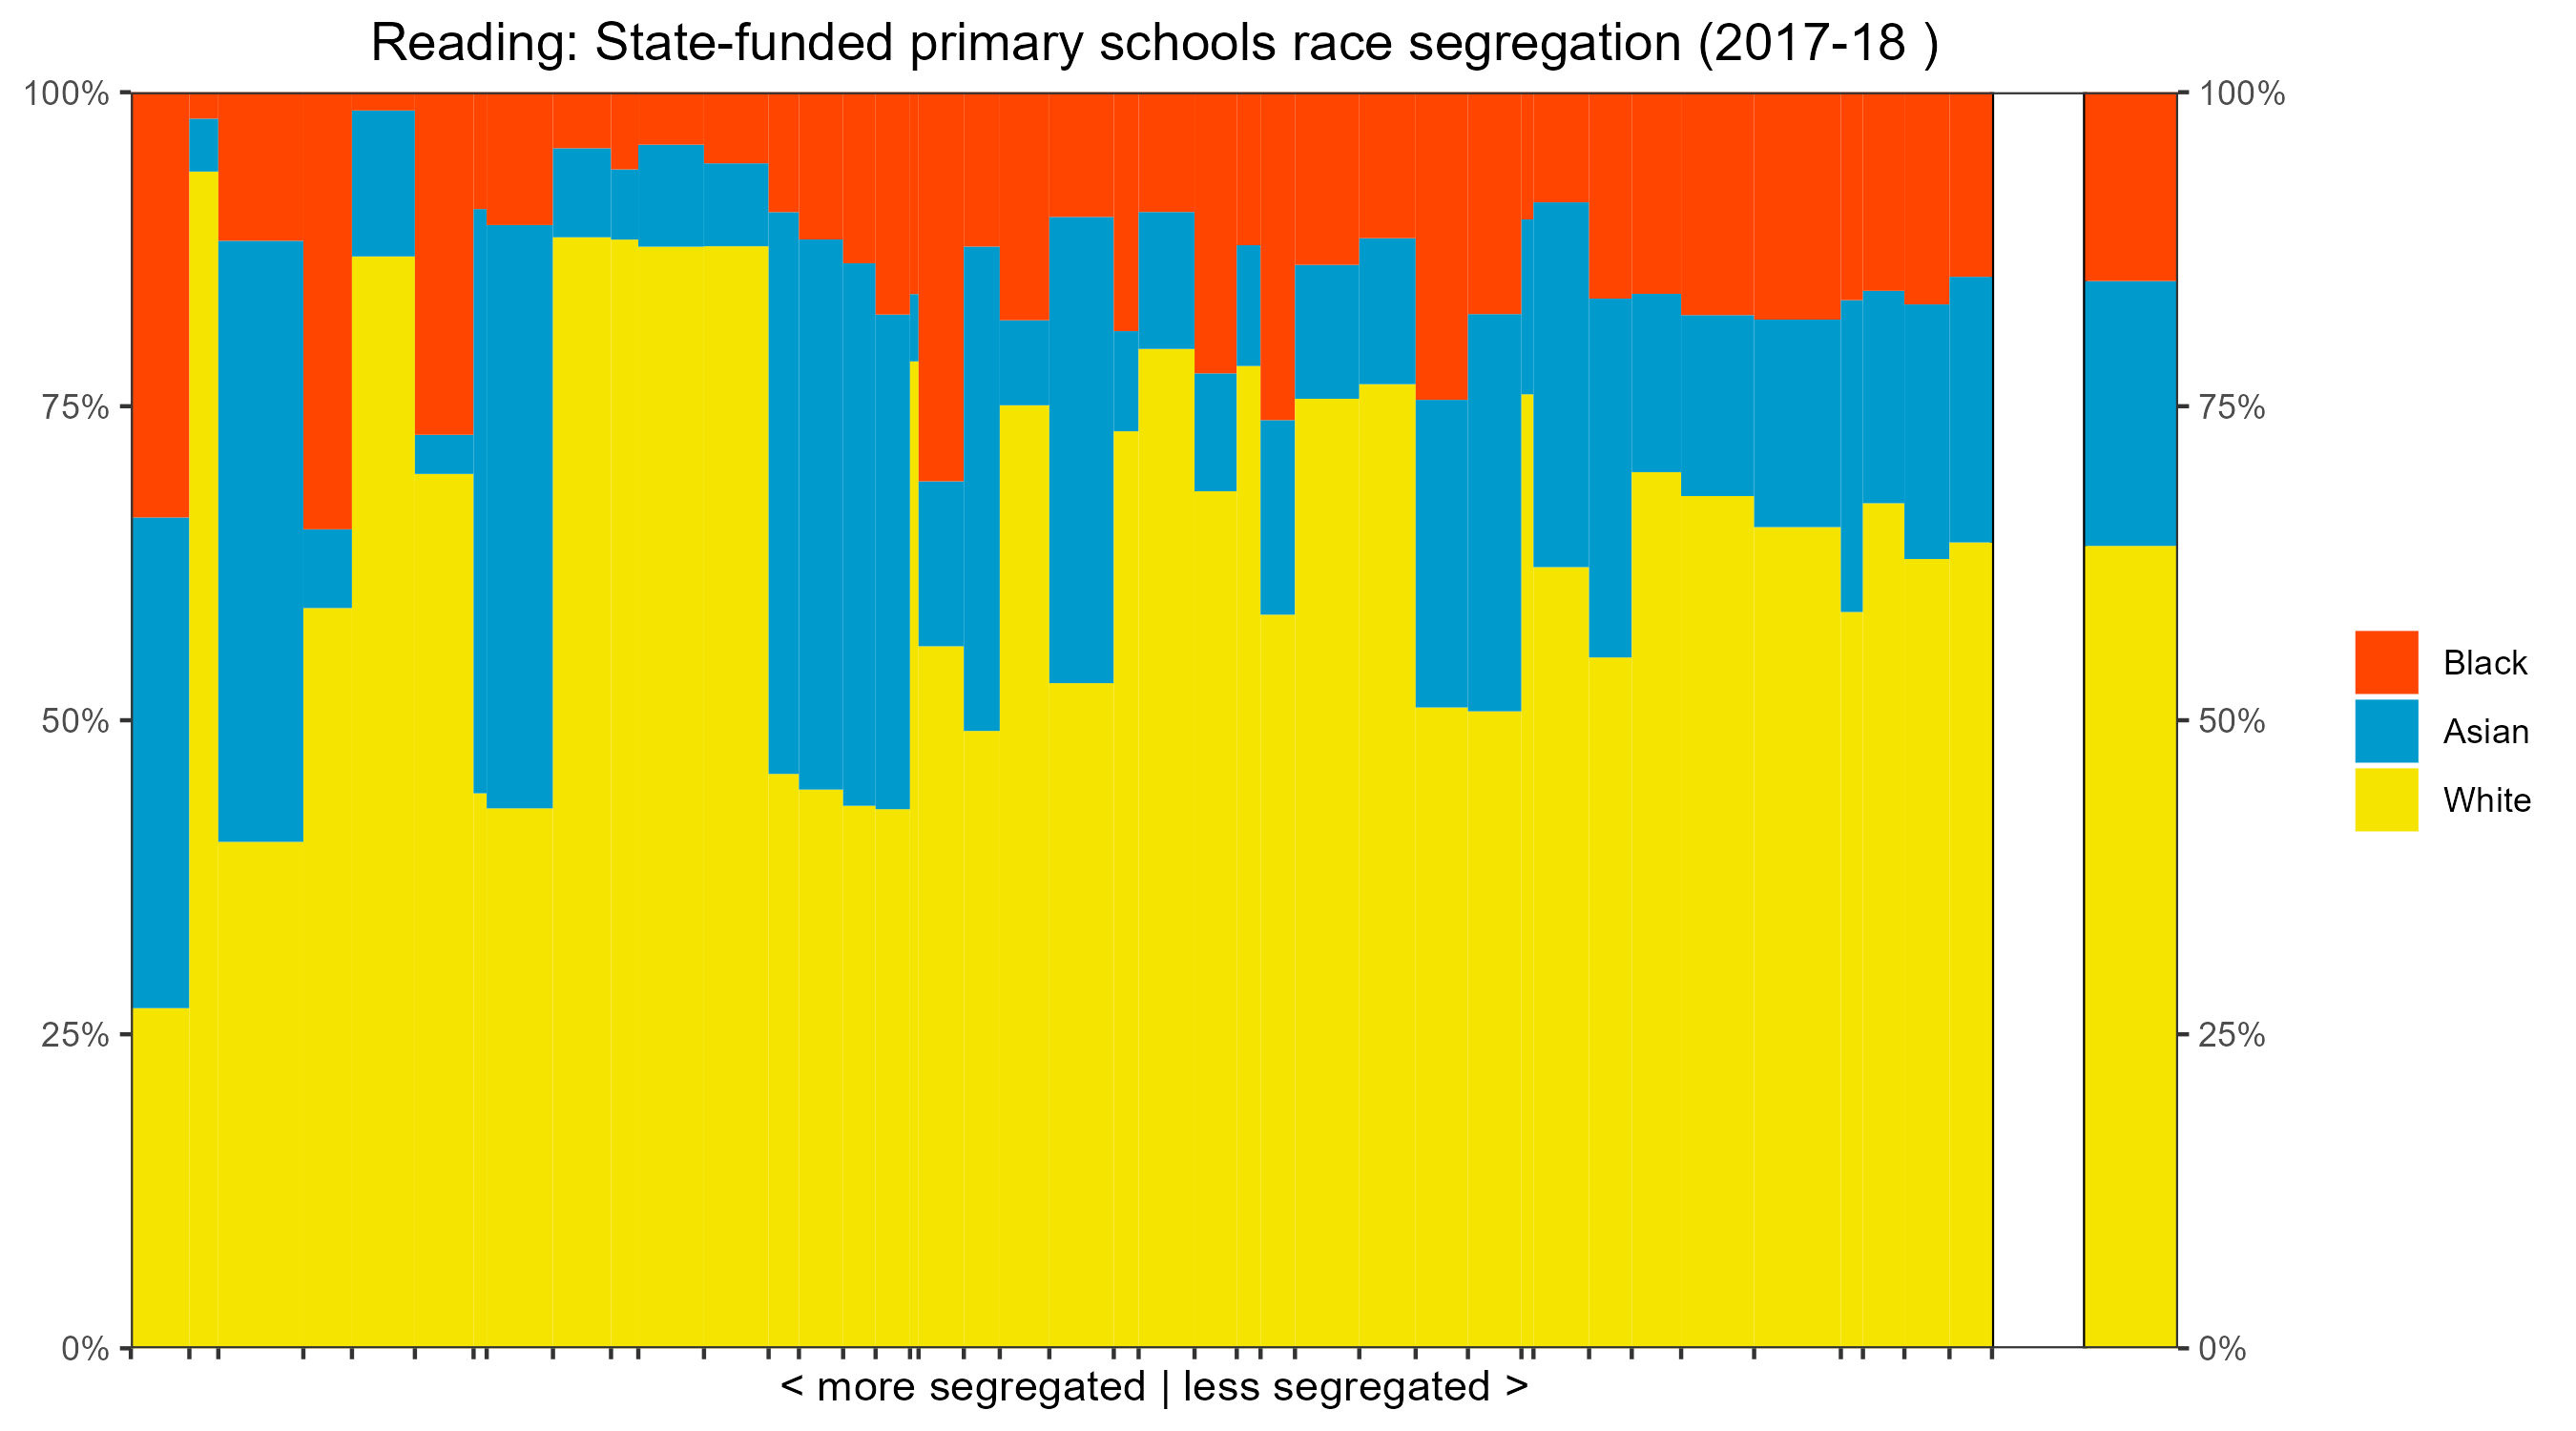 Reading: State-funded primary schools race segregation (2017-18 )
100%
75%
50%
25%
0%
100%
75%
50%
25%
0%
Black
Asian
White
< more segregated | less segregated >